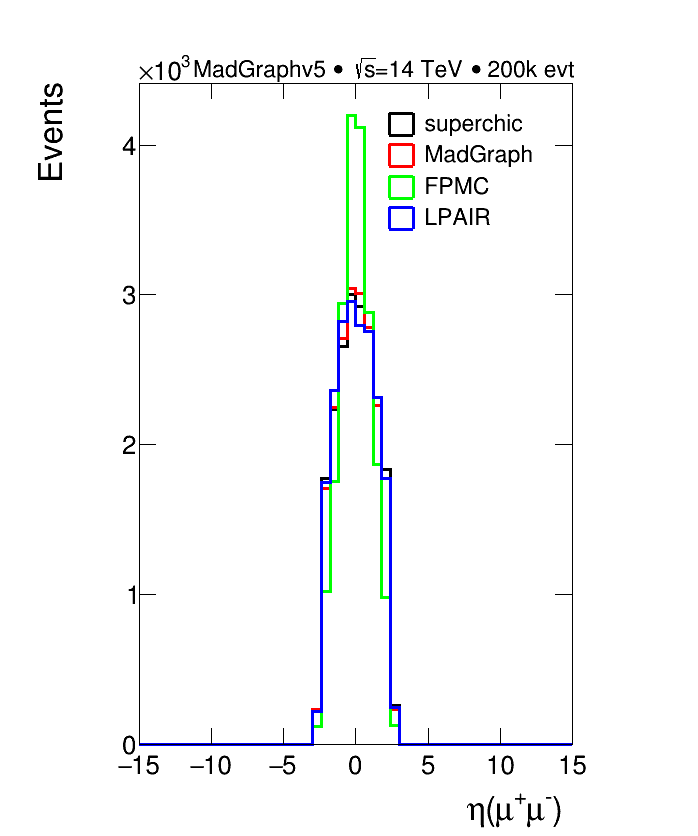 ×10³ MadGraphv5 • √s=14 TeV • 200k evt
Events
superchic
MadGraph
FPMC
LPAIR
4
3
2
1
0
−15 −10 −5 0 5 10 15
η(μ⁺μ⁻)